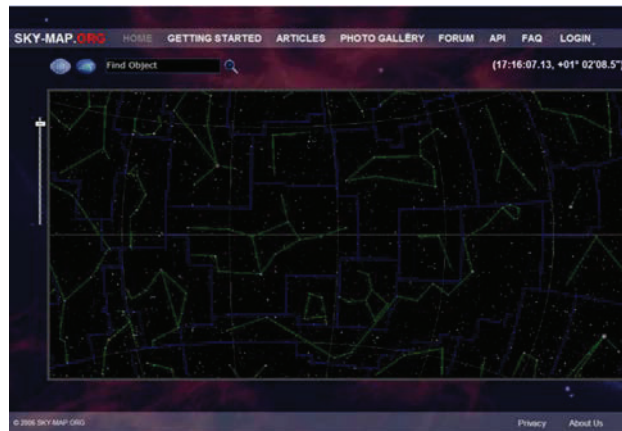 SKY-MAP.ORG HOME GETTING STARTED ARTICLES PHOTO GALLERY FORUM API FAQ LOGIN
Find Object (17:16:07.13, +01° 02'08.5")
© 2006 SKY-MAP.ORG Privacy About Us